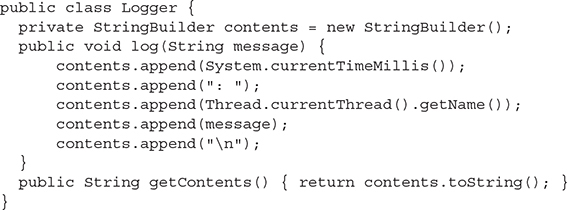 public class Logger {
  private StringBuilder contents = new StringBuilder();
  public void log(String message) {
     contents.append(System.currentTimeMillis());
     contents.append(": ");
     contents.append(Thread.currentThread().getName());
     contents.append(message);
     contents.append("\n");
  }
  public String getContents() { return contents.toString(); }
}